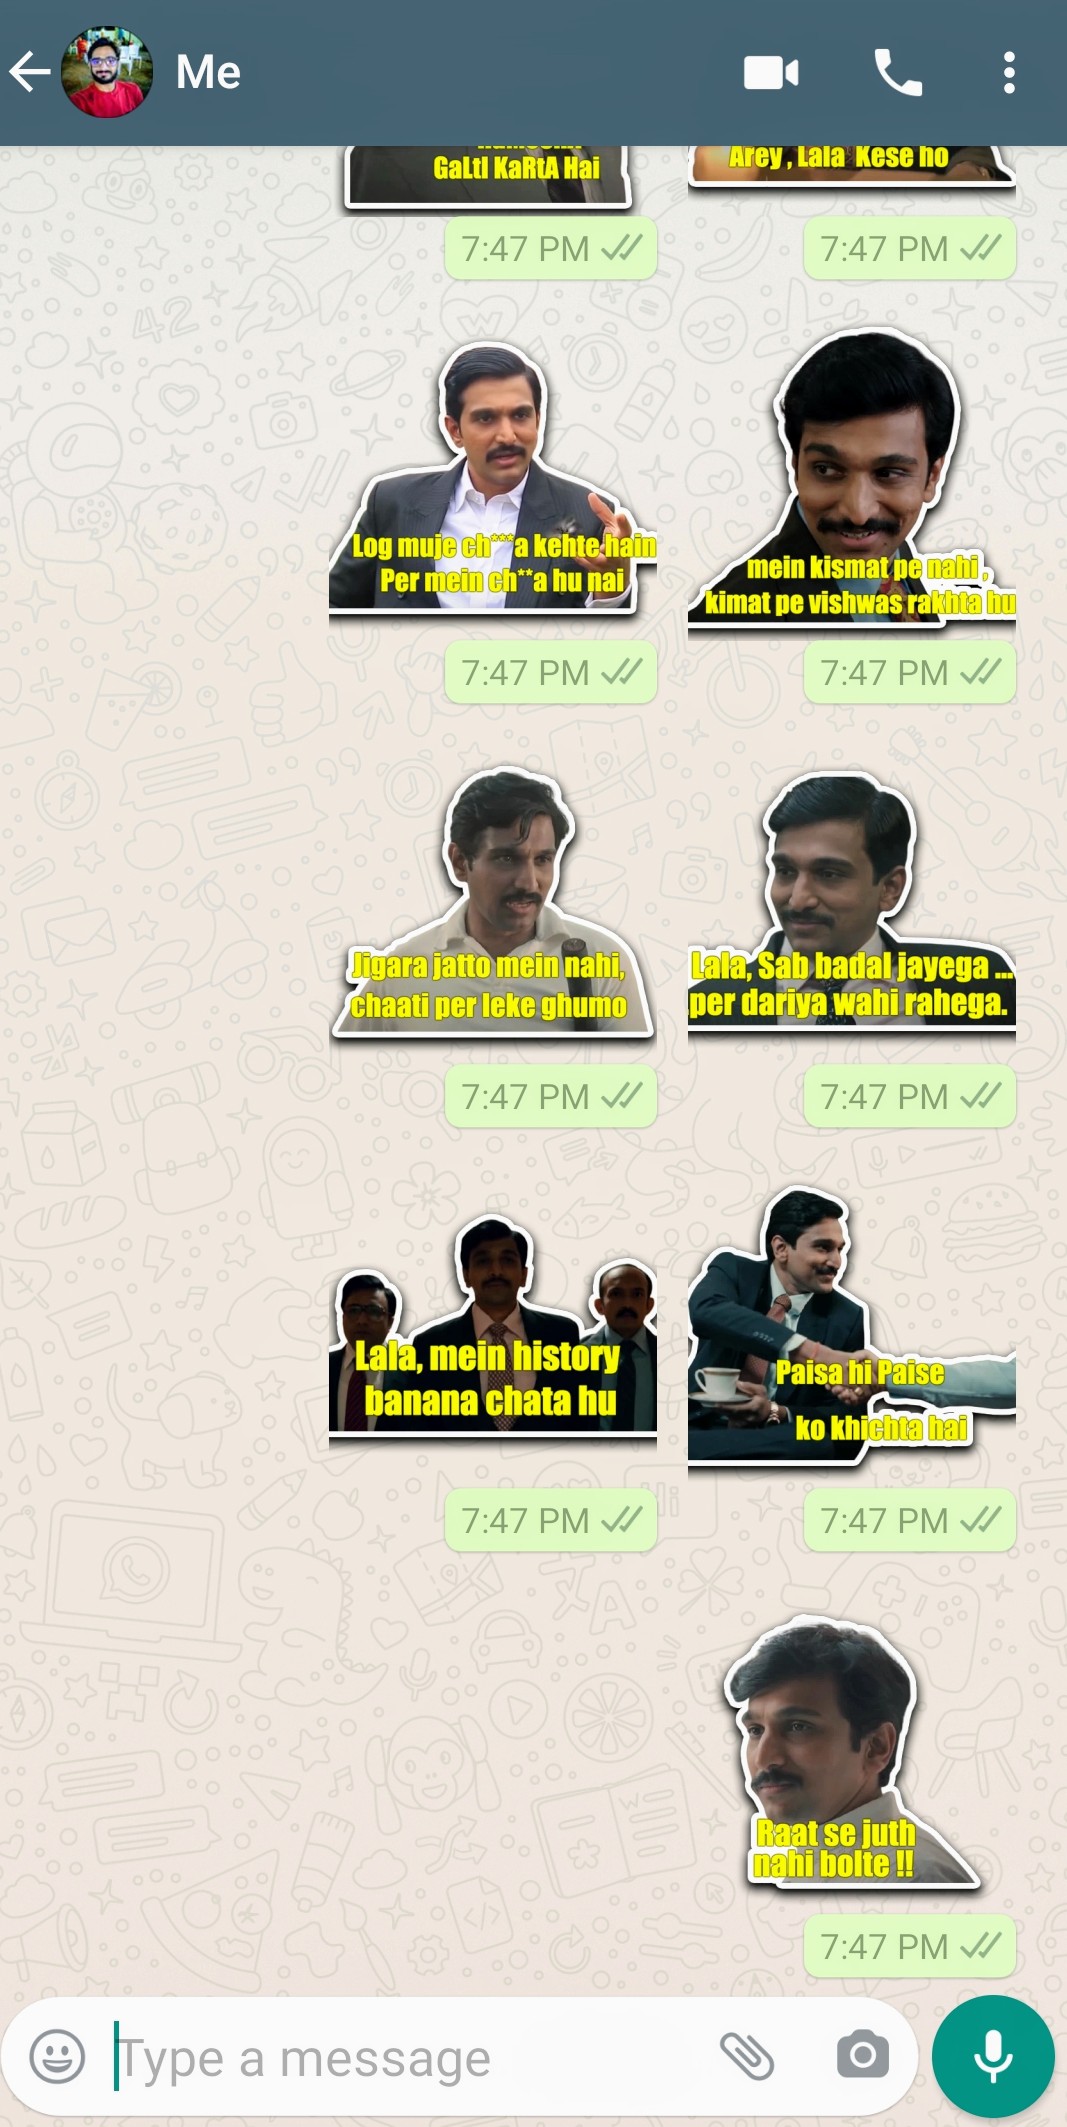 Me
GaLtI KaRtA Hai
Arey , Lala Kese ho
7:47 PM
7:47 PM
Log muje ch***a kehte hain
Per mein ch**a hu nai
mein kismat pe nahi ,
kimat pe vishwas rakhta hu
7:47 PM
7:47 PM
Jigara jatto mein nahi,
chaati per leke ghumo
Lala, Sab badal jayega ...
per dariya wahi rahega.
7:47 PM
7:47 PM
Lala, mein history
banana chata hu
Paisa hi Paise
ko khichta hai
7:47 PM
7:47 PM
Raat se juth
nahi bolte !!
7:47 PM
Type a message